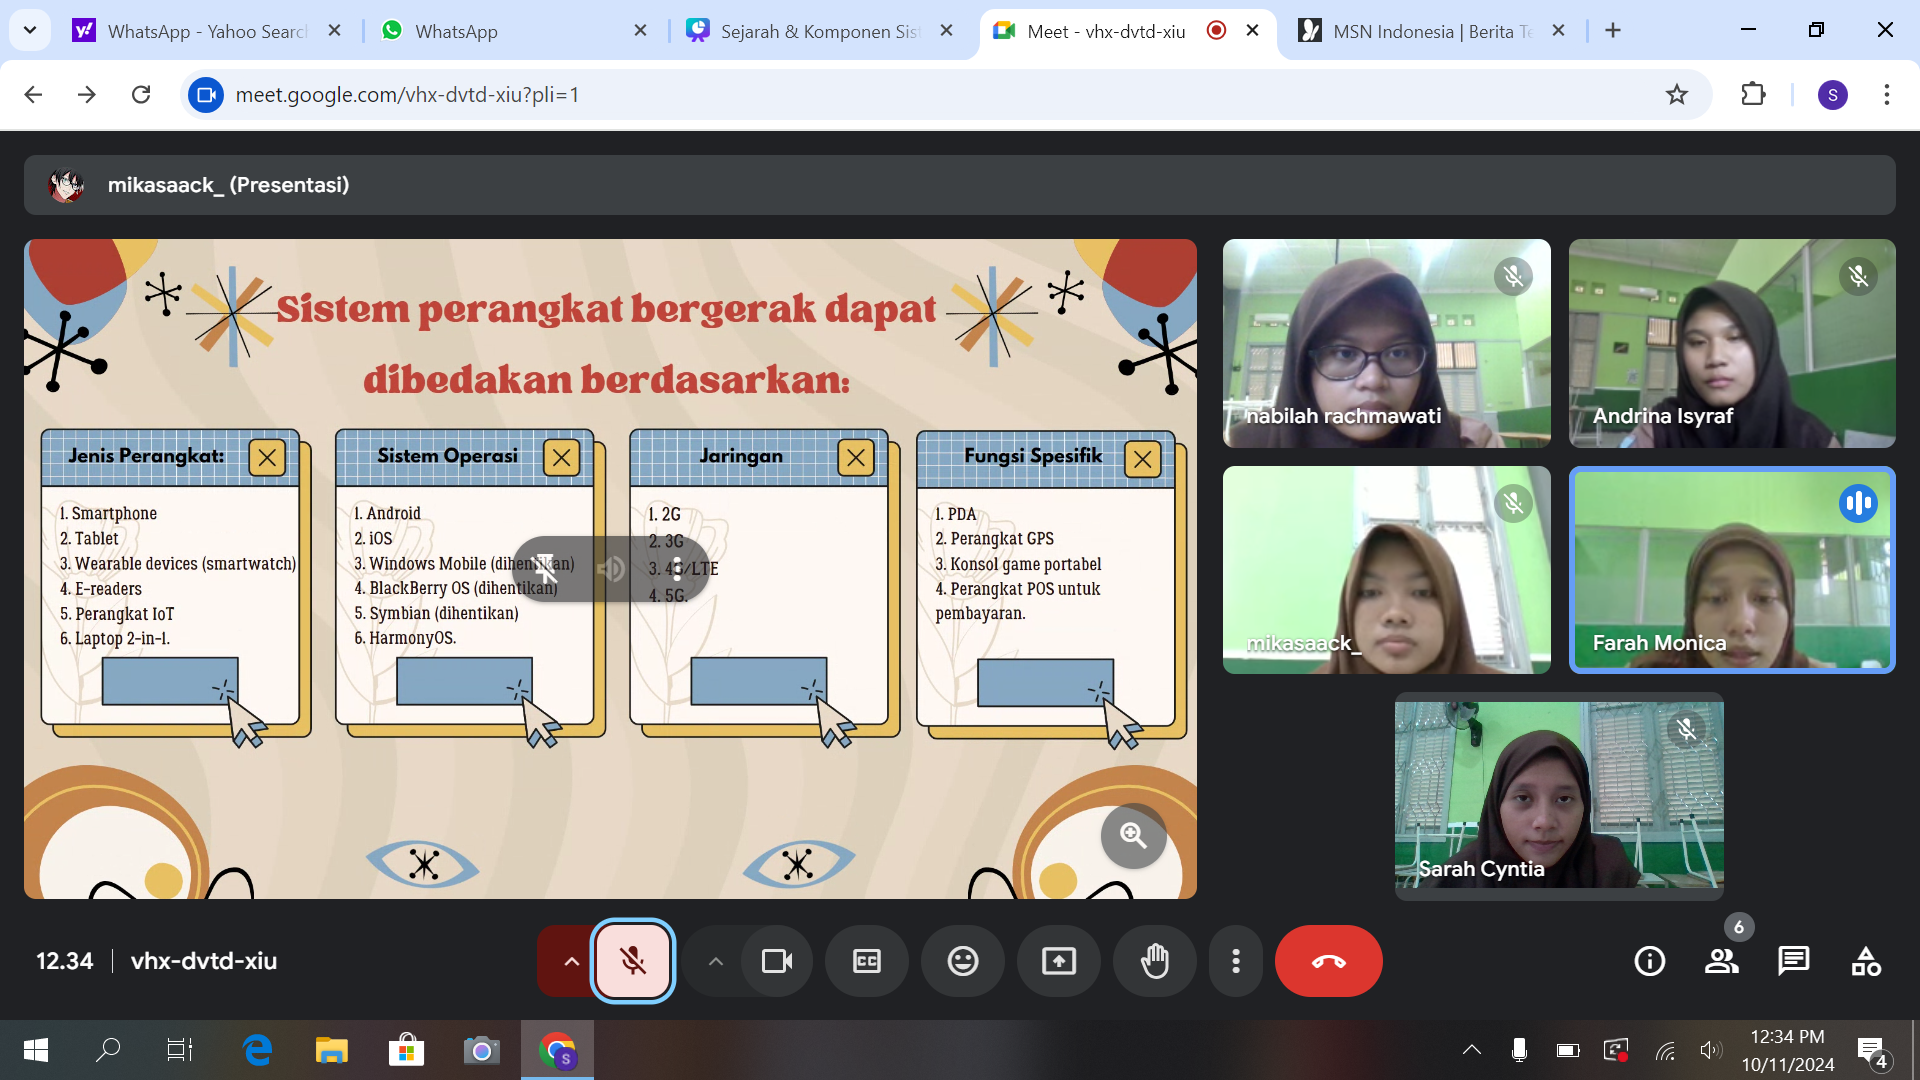 WhatsApp - Yahoo Searc
WhatsApp
Sejarah & Komponen Sis
Meet - vhx-dvtd-xiu
MSN Indonesia | Berita Te
meet.google.com/vhx-dvtd-xiu?pli=1
S
mikasaack_ (Presentasi)
Sistem perangkat bergerak dapat
dibedakan berdasarkan:
Jenis Perangkat:
1. Smartphone
2. Tablet
3. Wearable devices (smartwatch)
4. E-readers
5. Perangkat IoT
6. Laptop 2-in-1.
Sistem Operasi
1. Android
2. iOS
3. Windows Mobile (dihentikan)
4. BlackBerry OS (dihentikan)
5. Symbian (dihentikan)
6. HarmonyOS.
Jaringan
1. 2G
2. 3G
3. 4G/LTE
4. 5G.
Fungsi Spesifik
1. PDA
2. Perangkat GPS
3. Konsol game portabel
4. Perangkat POS untuk
pembayaran.
nabilah rachmawati
Andrina Isyraf
mikasaack_
Farah Monica
Sarah Cyntia
12.34
vhx-dvtd-xiu
CC
6
S
12:34 PM
10/11/2024
4